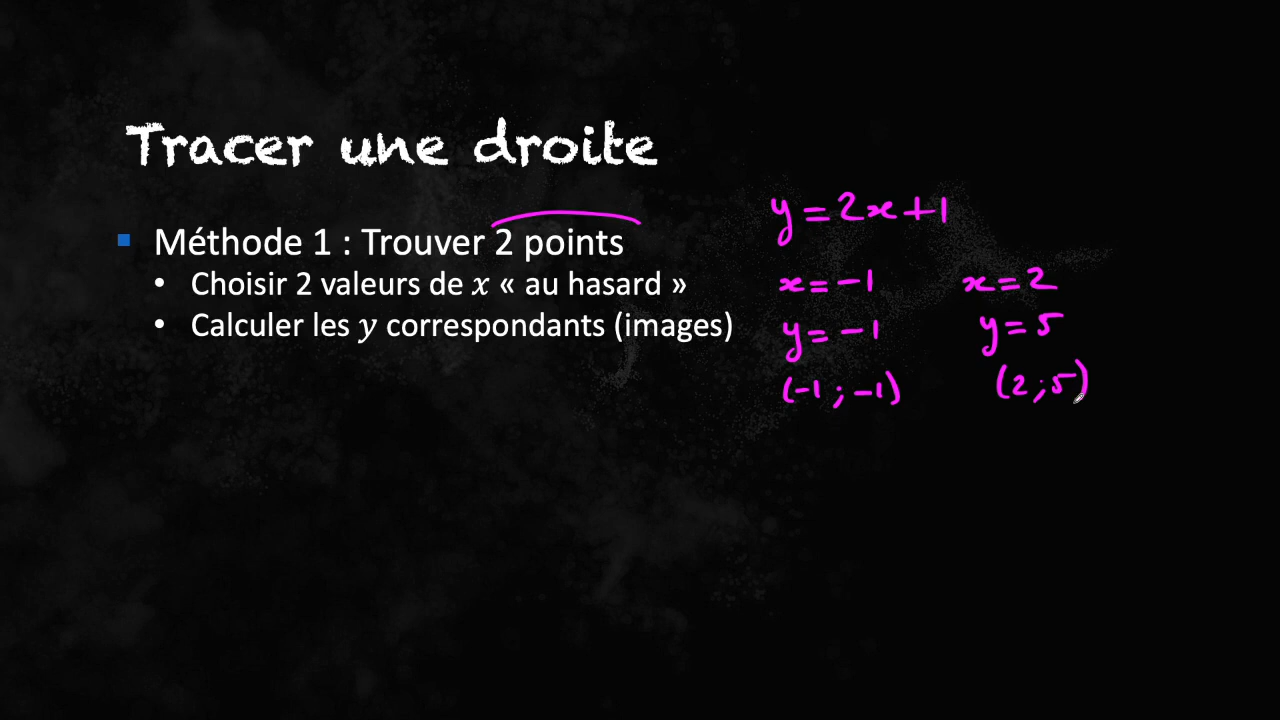 Tracer une droite
Méthode 1 : Trouver 2 points
• Choisir 2 valeurs de x « au hasard »
• Calculer les y correspondants (images)
y = 2x + 1
x = -1 x = 2
y = -1 y = 5
(-1 ; -1) (2 ; 5)